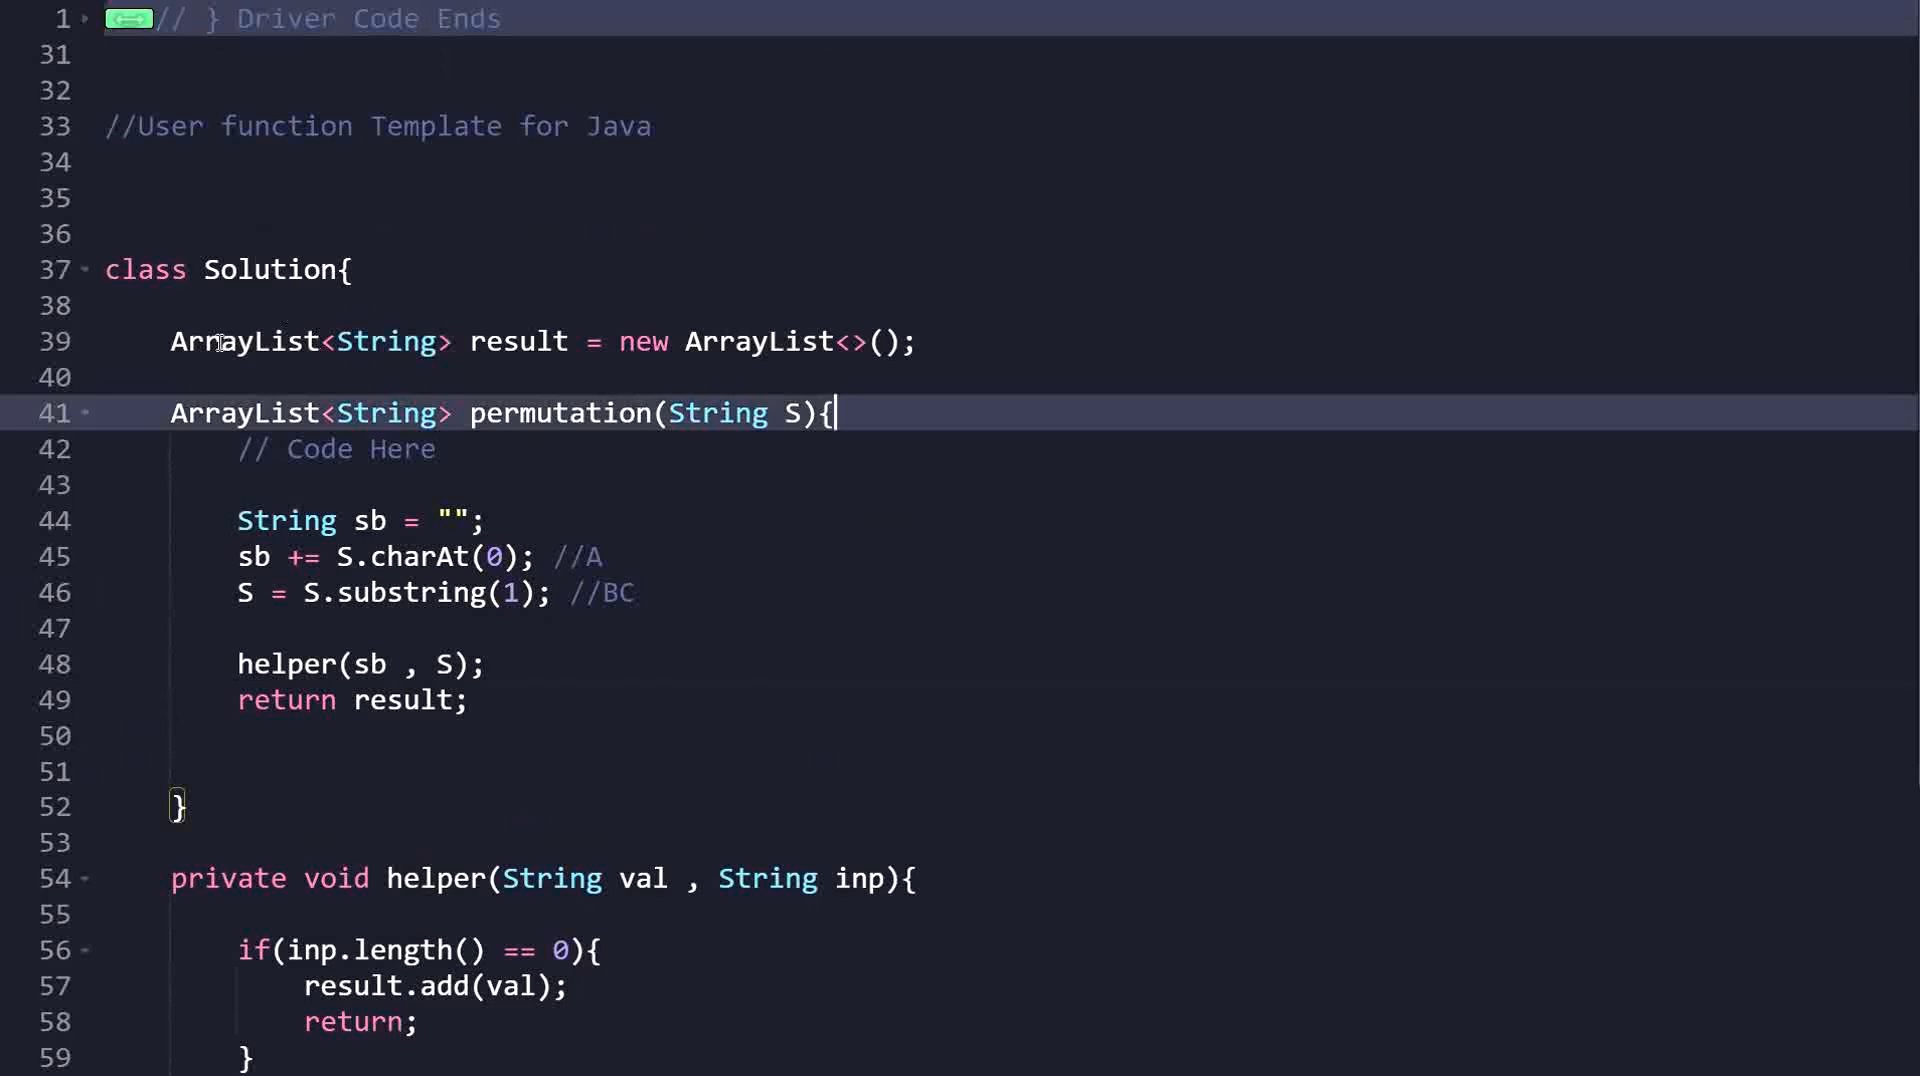 1 // } Driver Code Ends
31
32
33 //User function Template for Java
34
35
36
37 class Solution{
38
39 ArrayList<String> result = new ArrayList<>();
40
41 ArrayList<String> permutation(String S){
42 // Code Here
43
44 String sb = "";
45 sb += S.charAt(0); //A
46 S = S.substring(1); //BC
47
48 helper(sb , S);
49 return result;
50
51
52 }
53
54 private void helper(String val , String inp){
55
56 if(inp.length() == 0){
57 result.add(val);
58 return;
59 }